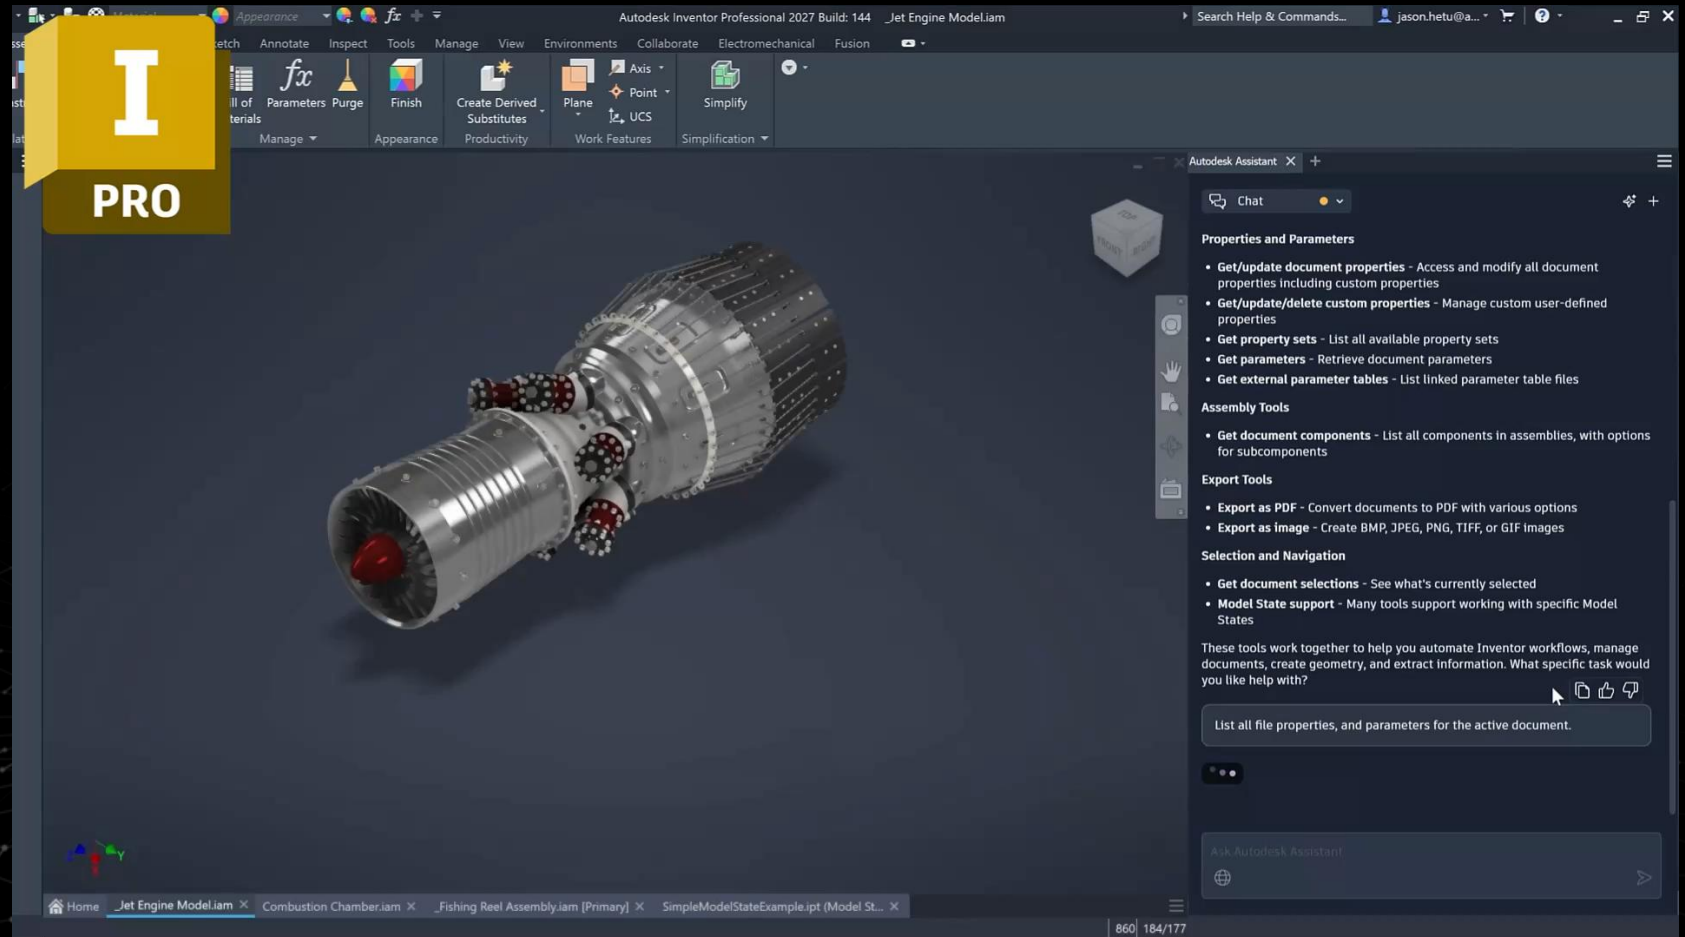 Material
Appearance
fx
Autodesk Inventor Professional 2027 Build: 144 _Jet Engine Model.iam
Search Help & Commands...
jason.hetu@a...
?
etch
Annotate
Inspect
Tools
Manage
View
Environments
Collaborate
Electromechanical
Fusion
I
PRO
ill of
terials
fx
Parameters
Purge
Manage
Finish
Appearance
Create Derived
Substitutes
Productivity
Plane
Axis
Point
UCS
Work Features
Simplify
Simplification
TOP
FRONT
RIGHT
Autodesk Assistant
Chat
Properties and Parameters
• Get/update document properties - Access and modify all document
properties including custom properties
• Get/update/delete custom properties - Manage custom user-defined
properties
• Get property sets - List all available property sets
• Get parameters - Retrieve document parameters
• Get external parameter tables - List linked parameter table files
Assembly Tools
• Get document components - List all components in assemblies, with options
for subcomponents
Export Tools
• Export as PDF - Convert documents to PDF with various options
• Export as image - Create BMP, JPEG, PNG, TIFF, or GIF images
Selection and Navigation
• Get document selections - See what's currently selected
• Model State support - Many tools support working with specific Model
States
These tools work together to help you automate Inventor workflows, manage
documents, create geometry, and extract information. What specific task would
you like help with?
List all file properties, and parameters for the active document.
Ask Autodesk Assistant
Z
Y
Home
_Jet Engine Model.iam
Combustion Chamber.iam
_Fishing Reel Assembly.iam [Primary]
SimpleModelStateExample.ipt (Model St...
860
184/177